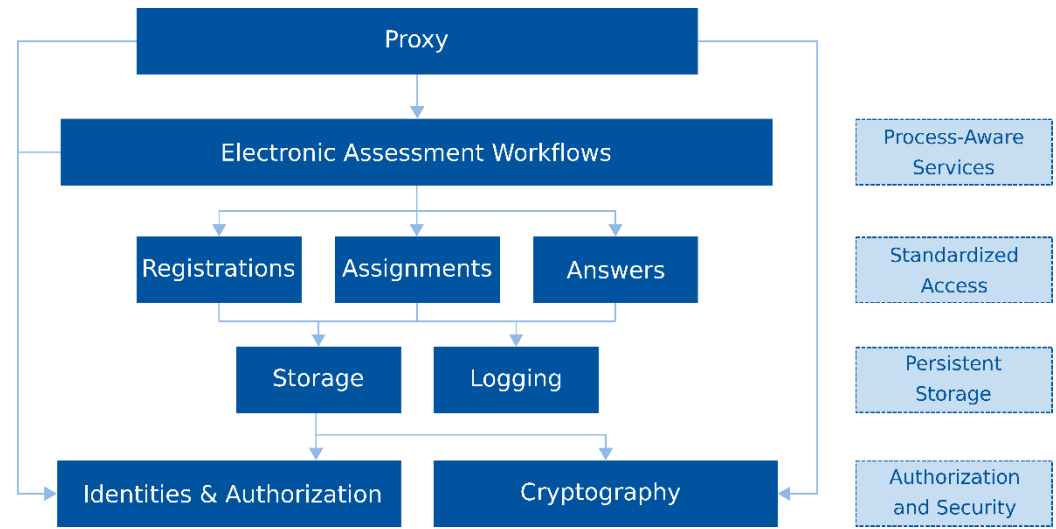 Proxy
Electronic Assessment Workflows
Process-Aware
Services
Registrations
Assignments
Answers
Standardized
Access
Storage
Logging
Persistent
Storage
Identities & Authorization
Cryptography
Authorization
and Security